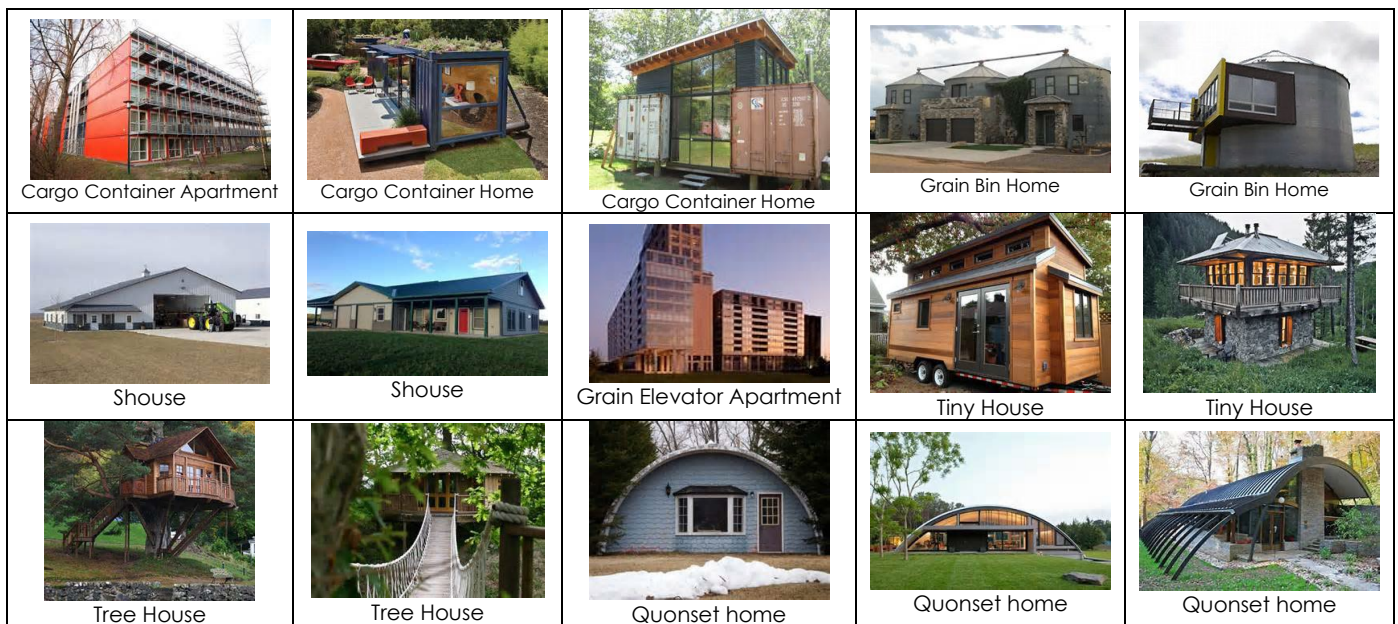 Cargo Container Apartment
Cargo Container Home
Cargo Container Home
Grain Bin Home
Grain Bin Home
Shouse
Shouse
Grain Elevator Apartment
Tiny House
Tiny House
Tree House
Tree House
Quonset home
Quonset home
Quonset home